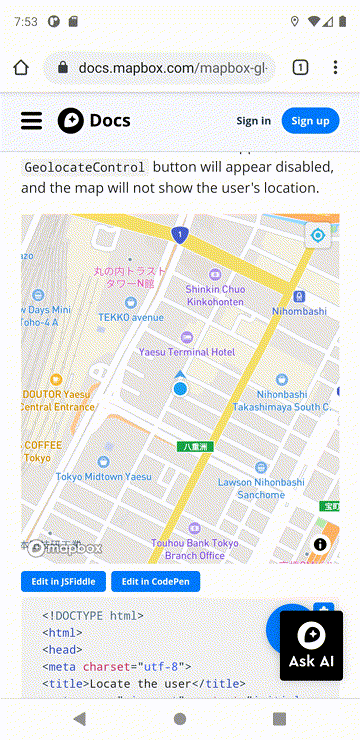 7:53
docs.mapbox.com/mapbox-gl-
1
Docs
Sign in
Sign up
GeolocateControl button will appear disabled,
and the map will not show the user's location.
1
丸の内トラスト
タワーN館
Shinkin Chuo
Kinkohonten
w Days Mini
Toho-4 A
TEKKO avenue
Nihombashi
Yaesu Terminal Hotel
DOUTOR Yaesu
Central Entrance
Nihonbashi
Takashimaya South C.
COFFEE
Tokyo
八重洲
Tokyo Midtown Yaesu
Lawson Nihonbashi
Sanchome
宝町
Touhou Bank Tokyo
Branch Office
mapbox
Edit in JSFiddle
Edit in CodePen
<!DOCTYPE html>
<html>
<head>
<meta charset="utf-8">
<title>Locate the user</title>
Ask AI